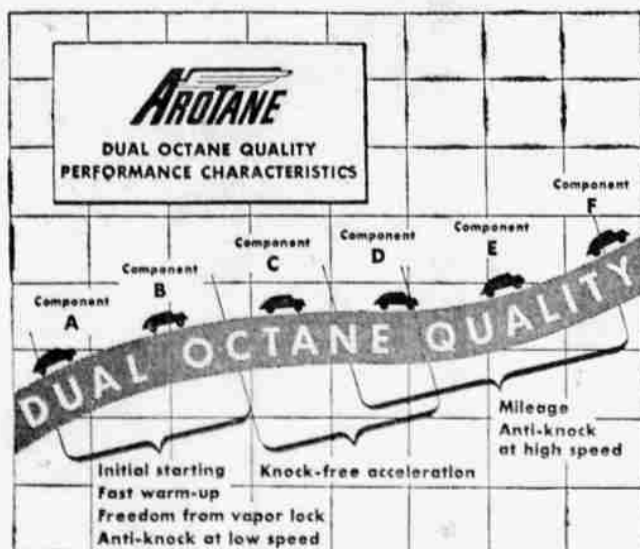 AROTANE
DUAL OCTANE QUALITY
PERFORMANCE CHARACTERISTICS
Component
A
Component
B
Component
C
Component
D
Component
E
Component
F
DUAL OCTANE QUALITY
Initial starting
Fast warm-up
Freedom from vapor lock
Anti-knock at low speed
Knock-free acceleration
Mileage
Anti-knock
at high speed